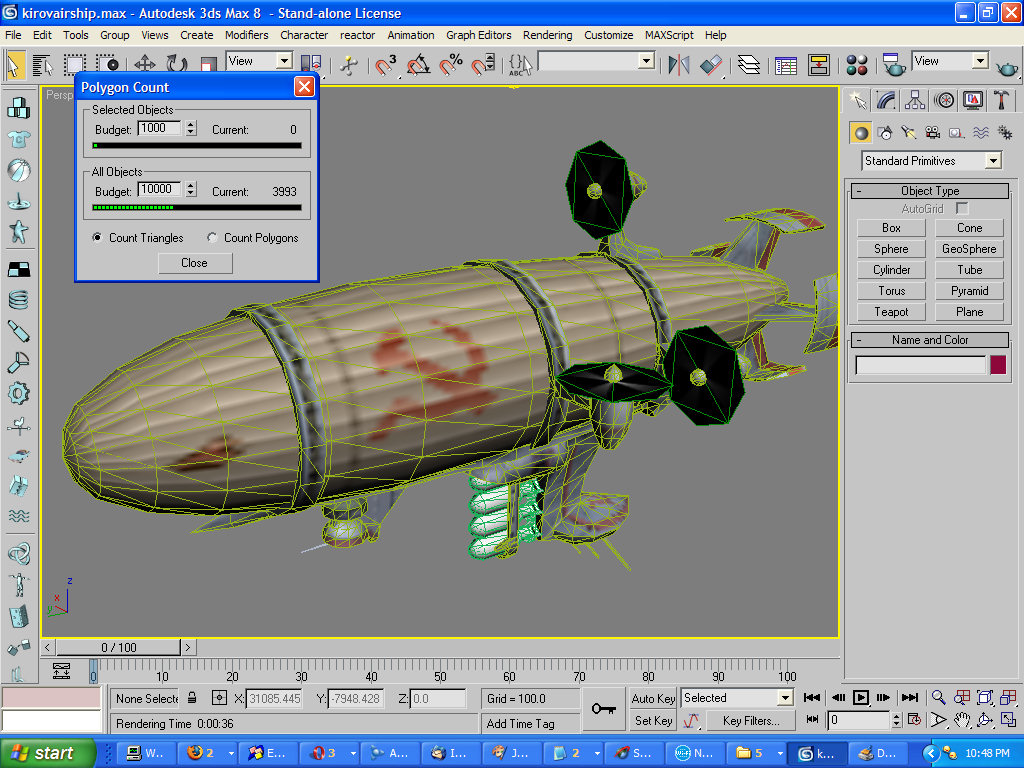 kirovairship.max - Autodesk 3ds Max 8 - Stand-alone License
File Edit Tools Group Views Create Modifiers Character reactor Animation Graph Editors Rendering Customize MAXScript Help
View
3
%
ABC
View
Persp
Polygon Count
Selected Objects
Budget: 1000 Current: 0
All Objects
Budget: 10000 Current: 3993
Count Triangles Count Polygons
Close
Standard Primitives
- Object Type
AutoGrid
Box Cone
Sphere GeoSphere
Cylinder Tube
Torus Pyramid
Teapot Plane
- Name and Color
z
x
y
< 0 / 100 >
0 10 20 30 40 50 60 70 80 90 100
None Selecte X: 31085.445 Y: -7948.428 Z: 0.0 Grid = 100.0 Auto Key Selected
Rendering Time 0:00:36 Add Time Tag Set Key Key Filters... 0
start W... 2 E... 3 A... I... J... 2 S... N... 5 k... D... 10:48 PM